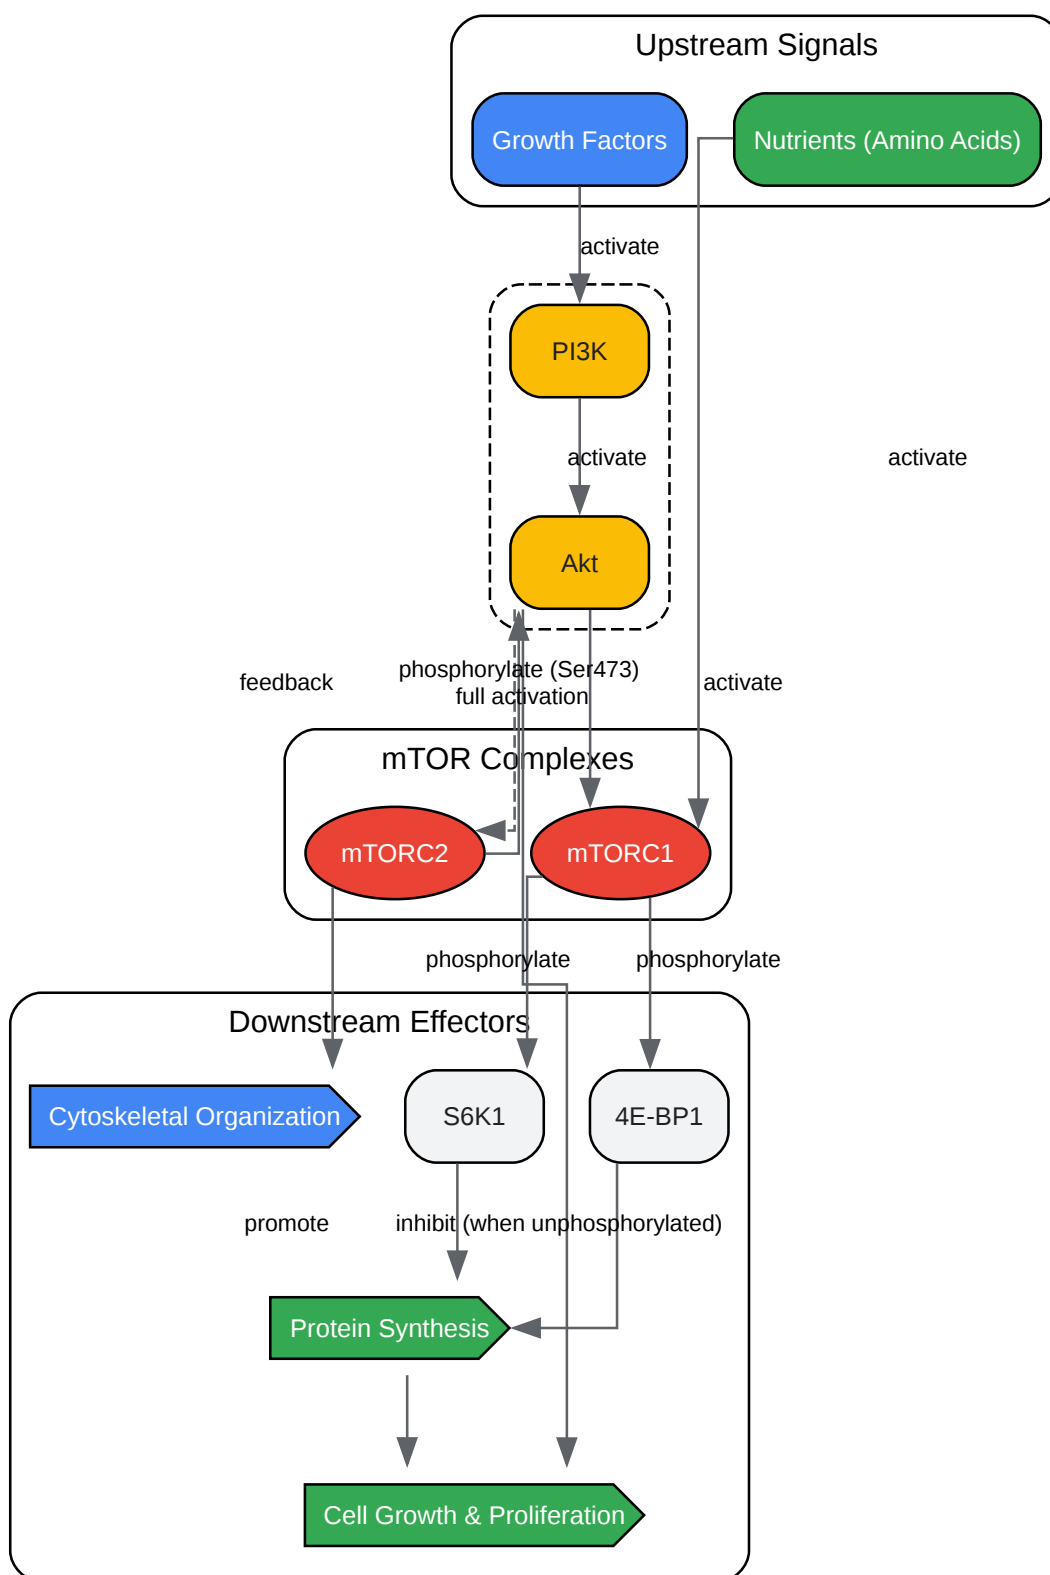 Upstream Signals
Growth Factors
Nutrients (Amino Acids)
activate
PI3K
activate
activate
Akt
feedback
phosphorylate (Ser473)
full activation
activate
mTOR Complexes
mTORC2
mTORC1
phosphorylate
phosphorylate
Downstream Effectors
Cytoskeletal Organization
S6K1
4E-BP1
promote
inhibit (when unphosphorylated)
Protein Synthesis
Cell Growth & Proliferation